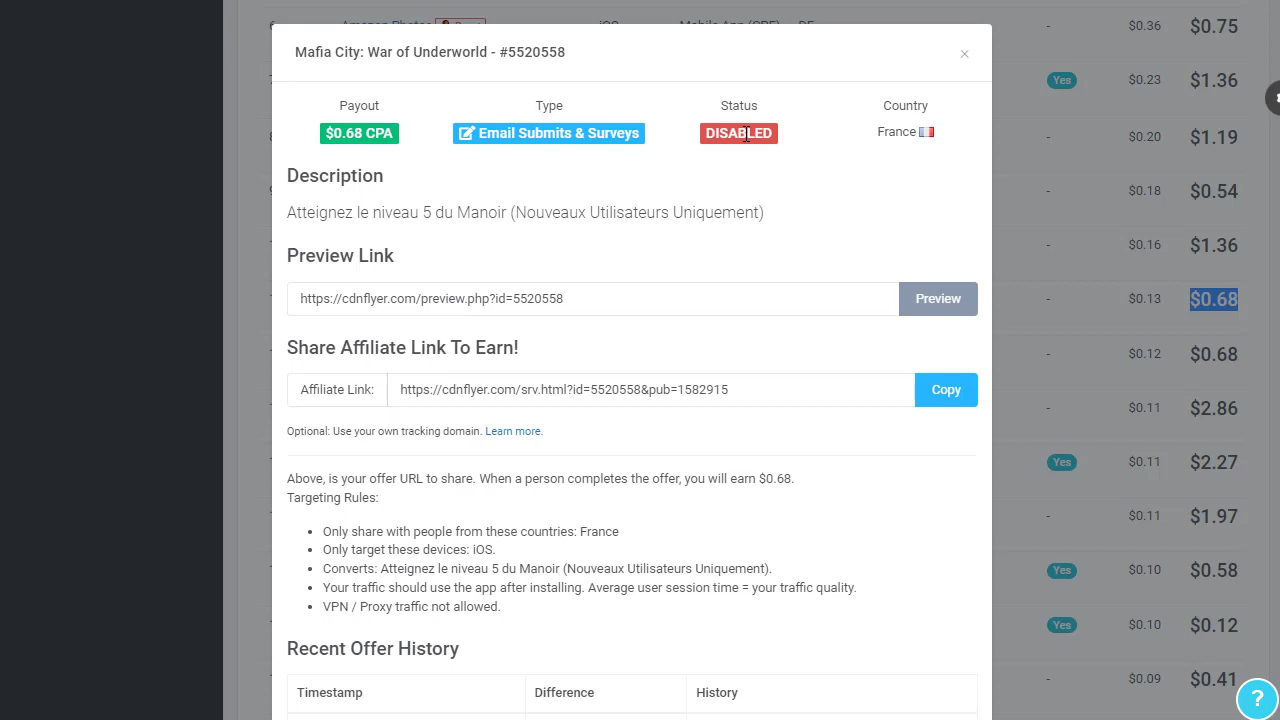 Amazon Photos
iOS
Mobile App (CPE)
DE
-
$0.36
$0.75
Mafia City: War of Underworld - #5520558
×
Yes
$0.23
$1.36
Payout
Type
Status
Country
$0.68 CPA
Email Submits & Surveys
DISABLED
France
-
$0.20
$1.19
Description
-
$0.18
$0.54
Atteignez le niveau 5 du Manoir (Nouveaux Utilisateurs Uniquement)
Preview Link
-
$0.16
$1.36
https://cdnflyer.com/preview.php?id=5520558
Preview
-
$0.13
$0.68
Share Affiliate Link To Earn!
-
$0.12
$0.68
Affiliate Link:
https://cdnflyer.com/srv.html?id=5520558&pub=1582915
Copy
-
$0.11
$2.86
Optional: Use your own tracking domain. Learn more.
Yes
$0.11
$2.27
Above, is your offer URL to share. When a person completes the offer, you will earn $0.68.
Targeting Rules:
-
$0.11
$1.97
• Only share with people from these countries: France
• Only target these devices: iOS.
• Converts: Atteignez le niveau 5 du Manoir (Nouveaux Utilisateurs Uniquement).
Yes
$0.10
$0.58
• Your traffic should use the app after installing. Average user session time = your traffic quality.
• VPN / Proxy traffic not allowed.
Yes
$0.10
$0.12
Recent Offer History
-
$0.09
$0.41
Timestamp
Difference
History
?